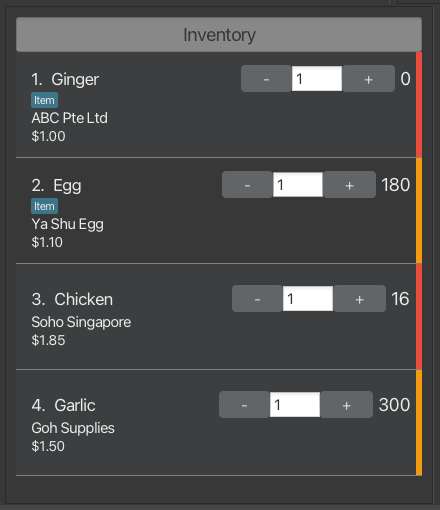 Inventory
1. Ginger - 1 + 0
Item
ABC Pte Ltd
$1.00
2. Egg - 1 + 180
Item
Ya Shu Egg
$1.10
3. Chicken - 1 + 16
Soho Singapore
$1.85
4. Garlic - 1 + 300
Goh Supplies
$1.50